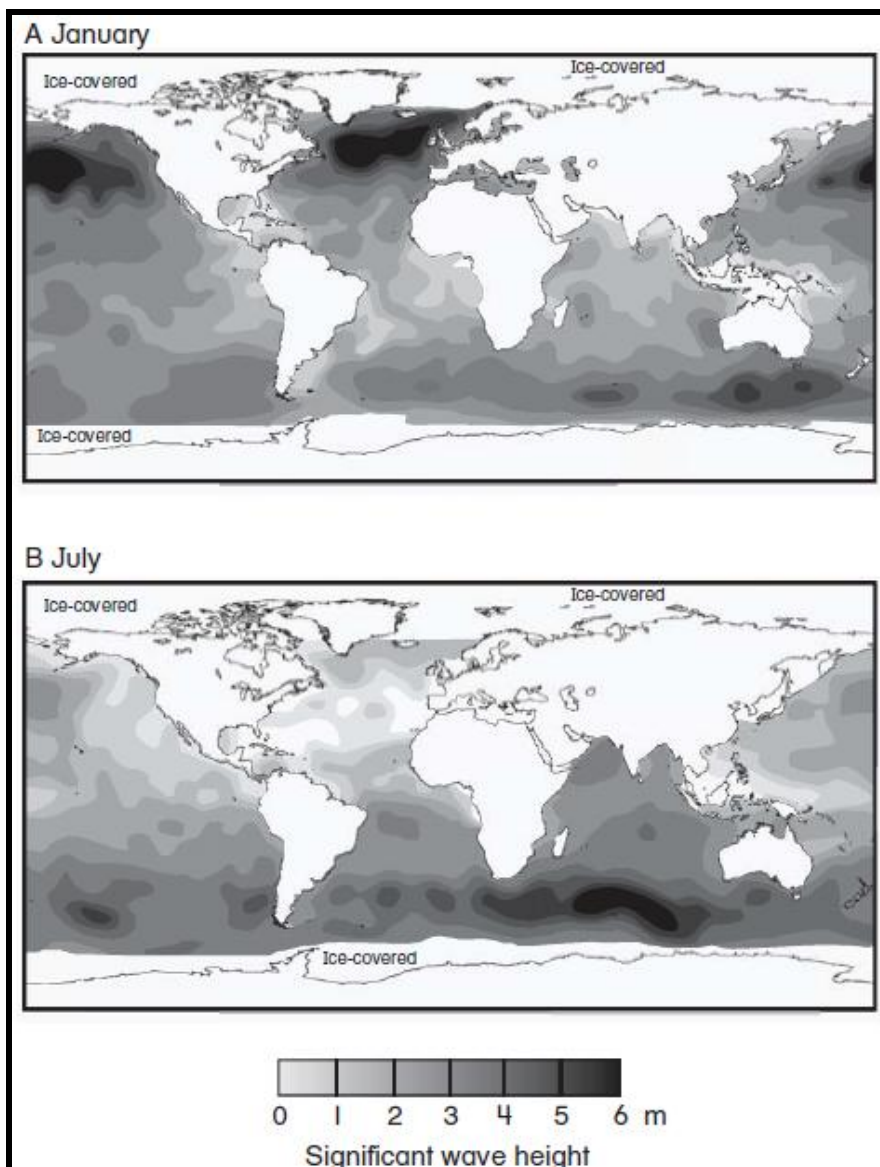 A January
Ice-covered
Ice-covered
Ice-covered
B July
Ice-covered
Ice-covered
Ice-covered
0 1 2 3 4 5 6 m
Significant wave height